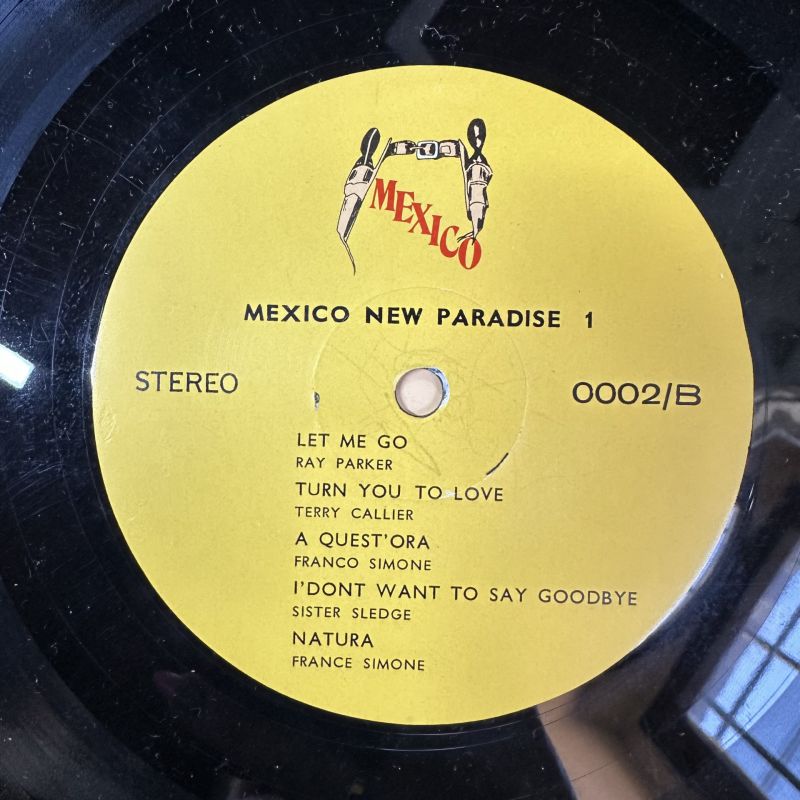 MEXICO
MEXICO NEW PARADISE 1
STEREO
0002/B
LET ME GO
RAY PARKER
TURN YOU TO LOVE
TERRY CALLIER
A QUEST'ORA
FRANCO SIMONE
I'DONT WANT TO SAY GOODBYE
SISTER SLEDGE
NATURA
FRANCE SIMONE